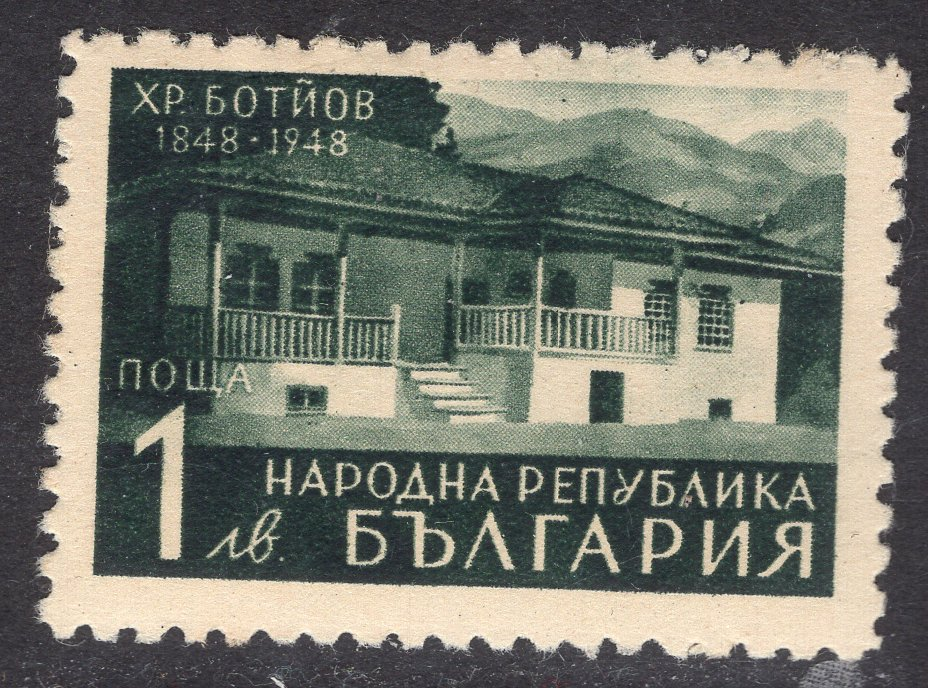 ХР. БОТЙОВ
1848 - 1948
ПОЩА
1 лв.
НАРОДНА РЕПУБЛИКА
БЪЛГАРИЯ